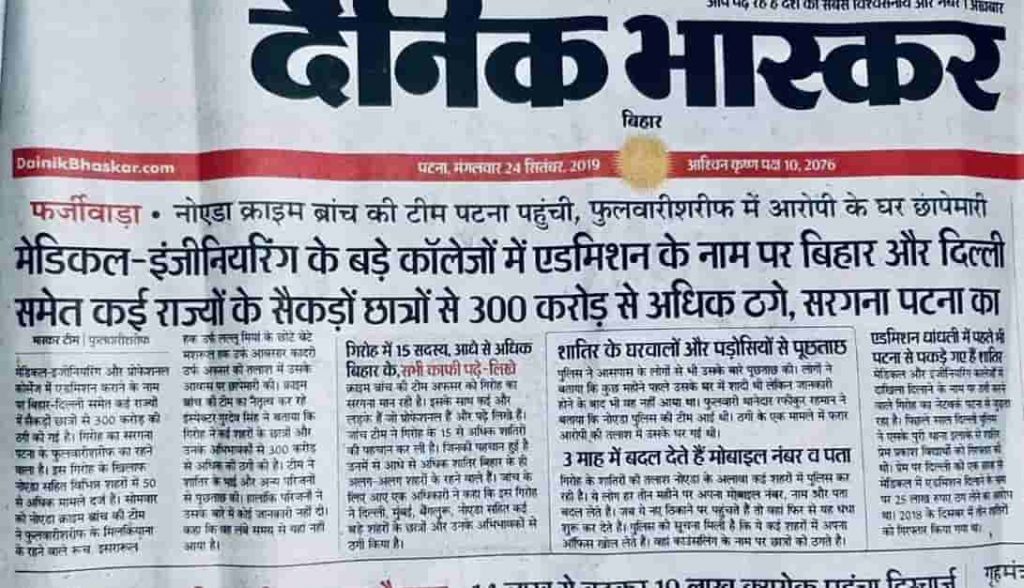 आप पढ़ रहे हैं देश का सबसे विश्वसनीय और नंबर 1 अखबार
दैनिक भास्कर
बिहार
DainikBhaskar.com
पटना, मंगलवार 24 सितंबर, 2019
आश्विन कृष्ण पक्ष 10, 2076
फर्जीवाड़ा • नोएडा क्राइम ब्रांच की टीम पटना पहुंची, फुलवारीशरीफ में आरोपी के घर छापेमारी
मेडिकल-इंजीनियरिंग के बड़े कॉलेजों में एडमिशन के नाम पर बिहार और दिल्ली
समेत कई राज्यों के सैकड़ों छात्रों से 300 करोड़ से अधिक ठगे, सरगना पटना का
भास्कर टीम | फुलवारीशरीफ
मेडिकल-इंजीनियरिंग और प्रोफेशनल
कॉलेज में एडमिशन कराने के नाम
पर बिहार-दिल्ली समेत कई राज्यों
में सैकड़ों छात्रों से 300 करोड़ की
ठगी की गई है। गिरोह का सरगना
पटना के फुलवारीशरीफ का रहने
वाला है। इस गिरोह के खिलाफ
नोएडा सहित विभिन्न शहरों में 50
से अधिक मामले दर्ज हैं। सोमवार
को नोएडा क्राइम ब्रांच की टीम
ने फुलवारीशरीफ के मिल्कियाना
के रहने वाले रूच, इसरारुल
हक उर्फ लल्लू मियां के छोटे बेटे
मशरुल हक उर्फ आबसार कादरी
उर्फ अफसर की तलाश में उसके
आवास पर छापेमारी की। क्राइम
ब्रांच की टीम का नेतृत्व कर रहे
इंस्पेक्टर गुरदेव सिंह ने बताया कि
गिरोह ने कई शहरों के छात्रों और
उनके अभिभावकों से 300 करोड़
से अधिक की ठगी की है। टीम ने
शातिर के भाई और अन्य परिजनों
से पूछताछ की। हालांकि परिजनों ने
उसके बारे में कोई जानकारी नहीं दी।
कहा कि वह लंबे समय से यहां नहीं
आया है।
गिरोह में 15 सदस्य, आधे से अधिक
बिहार के, सभी काफी पढ़े-लिखे
क्राइम ब्रांच की टीम अफसर को गिरोह का
सरगना मान रही है। इसके साथ कई और
लड़के हैं जो प्रोफेशनल हैं और पढ़े लिखे हैं।
जांच टीम ने गिरोह के 15 से अधिक शातिरों
की पहचान कर ली है। जिनकी पहचान हुई है
उनमें से आधे से अधिक शातिर बिहार के ही
अलग-अलग शहरों के रहने वाले हैं। जांच के
लिए आए एक अधिकारी ने कहा कि इस गिरोह
ने दिल्ली, मुंबई, बेंगलुरू, नोएडा सहित कई
बड़े शहरों के छात्रों और उनके अभिभावकों से
ठगी किया है।
शातिर के घरवालों और पड़ोसियों से पूछताछ
पुलिस ने आसपास के लोगों से भी उसके बारे पूछताछ की। लोगों ने
बताया कि कुछ महीने पहले उसके घर में शादी थी लेकिन जानकारी
होने के बाद भी वह नहीं आया था। फुलवारी थानेदार रफीकुर रहमान ने
बताया कि नोएडा पुलिस की टीम आई थी। ठगी के एक मामले में फरार
आरोपी की तलाश में उसके घर गई थी।
3 माह में बदल देते हैं मोबाइल नंबर व पता
गिरोह के शातिरों की तलाश नोएडा के अलावा कई शहरों में पुलिस कर
रही है। ये लोग हर तीन महीने पर अपना मोबाइल नंबर, नाम और पता
बदल लेते हैं। जब ये नए ठिकाने पर पहुंचते हैं तो वहां फिर से यह धंधा
शुरू कर देते हैं। पुलिस को सूचना मिली है कि ये कई शहरों में अपना
ऑफिस खोल लेते हैं। वहां काउंसलिंग के नाम पर छात्रों को ठगते हैं।
एडमिशन धांधली में पहले भी
पटना से पकड़े गए हैं शातिर
मेडिकल और इंजीनियरिंग कॉलेजों में
दाखिला दिलाने के नाम पर ठगी करने
वाले गिरोह का नेटवर्क पटना में
रहा है। पिछले साल दिल्ली पुलिस
ने एसके पुरी थाना इलाके से
प्रेम प्रकाश विद्यार्थी को गिरफ्तार
था। प्रेम पर दिल्ली की एक छात्रा से
मेडिकल में एडमिशन दिलाने के नाम
पर 25 लाख रुपए ठग लेने का आरोप
था। 2018 के दिसंबर में तीन शातिरों
को गिरफ्तार किया गया था।